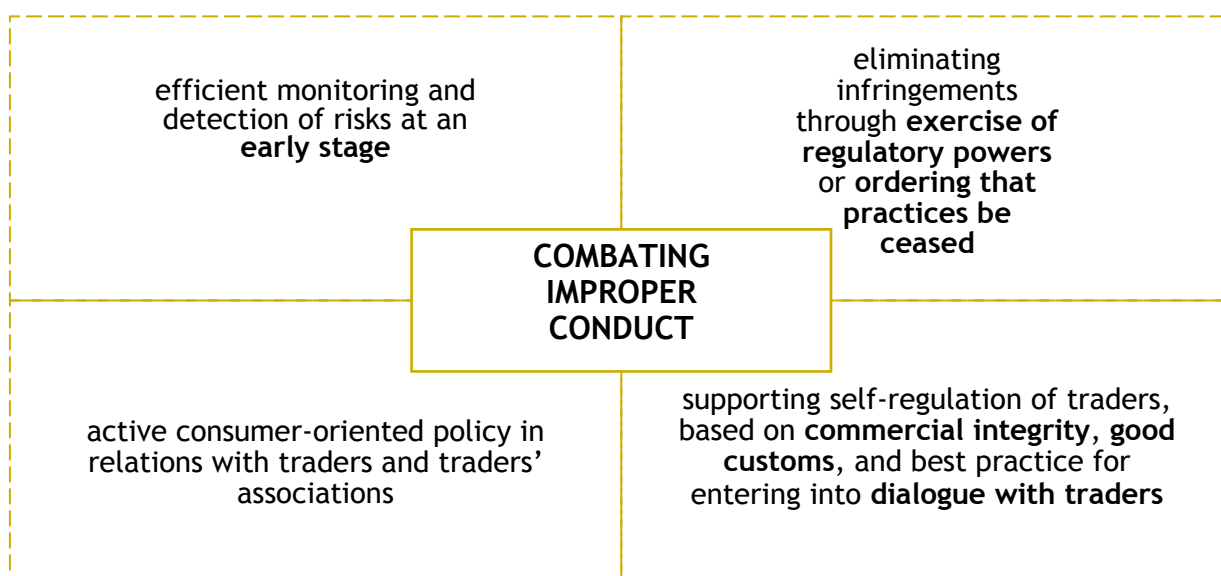 efficient monitoring and
detection of risks at an
early stage
eliminating
infringements
through exercise of
regulatory powers
or ordering that
practices be
ceased
COMBATING
IMPROPER
CONDUCT
active consumer-oriented policy in
relations with traders and traders’
associations
supporting self-regulation of traders,
based on commercial integrity, good
customs, and best practice for
entering into dialogue with traders